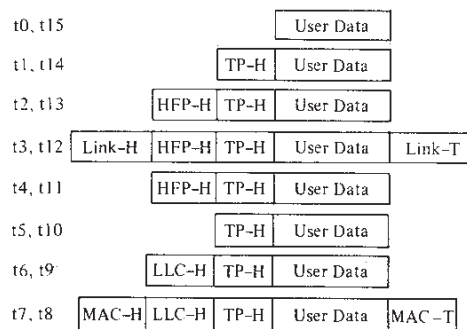 t0, t15 User Data
t1, t14 TP-H User Data
t2, t13 HFP-H TP-H User Data
t3, t12 Link-H HFP-H TP-H User Data Link-T
t4, t11 HFP-H TP-H User Data
t5, t10 TP-H User Data
t6, t9 LLC-H TP-H User Data
t7, t8 MAC-H LLC-H TP-H User Data MAC-T